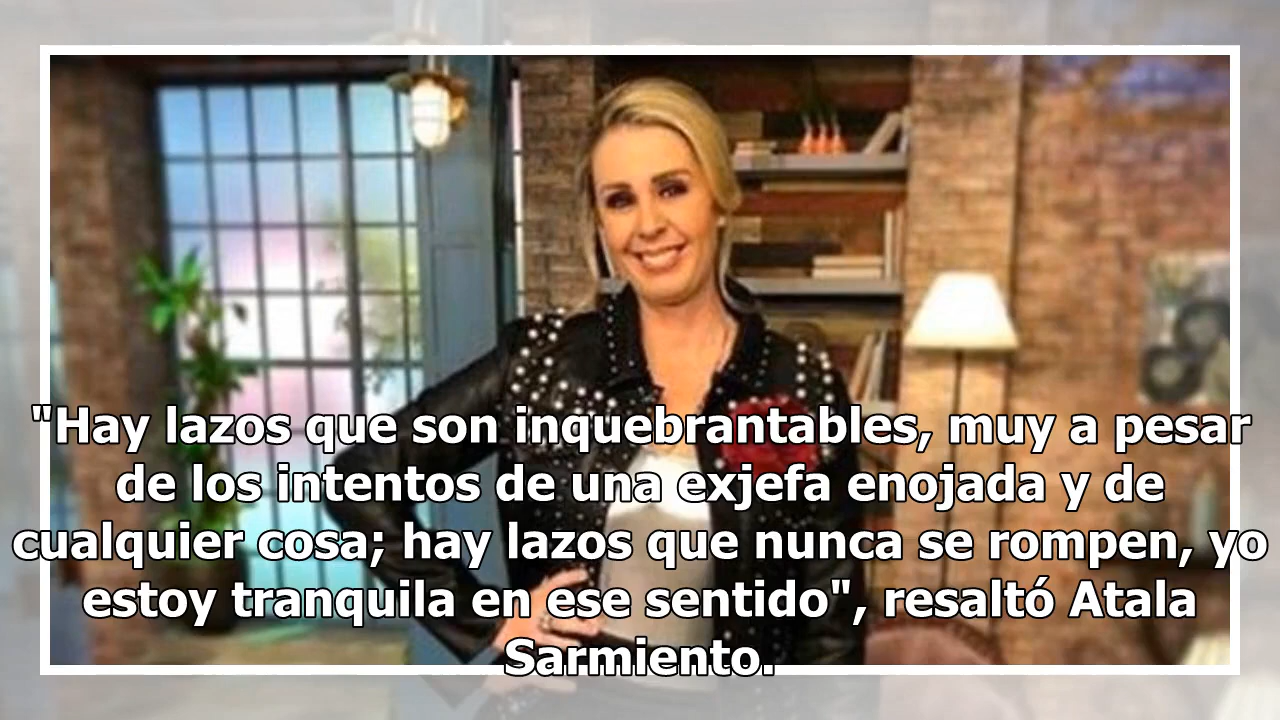 "Hay lazos que son inquebrantables, muy a pesar
de los intentos de una exjefa enojada y de
cualquier cosa; hay lazos que nunca se rompen, yo
estoy tranquila en ese sentido", resaltó Atala
Sarmiento.